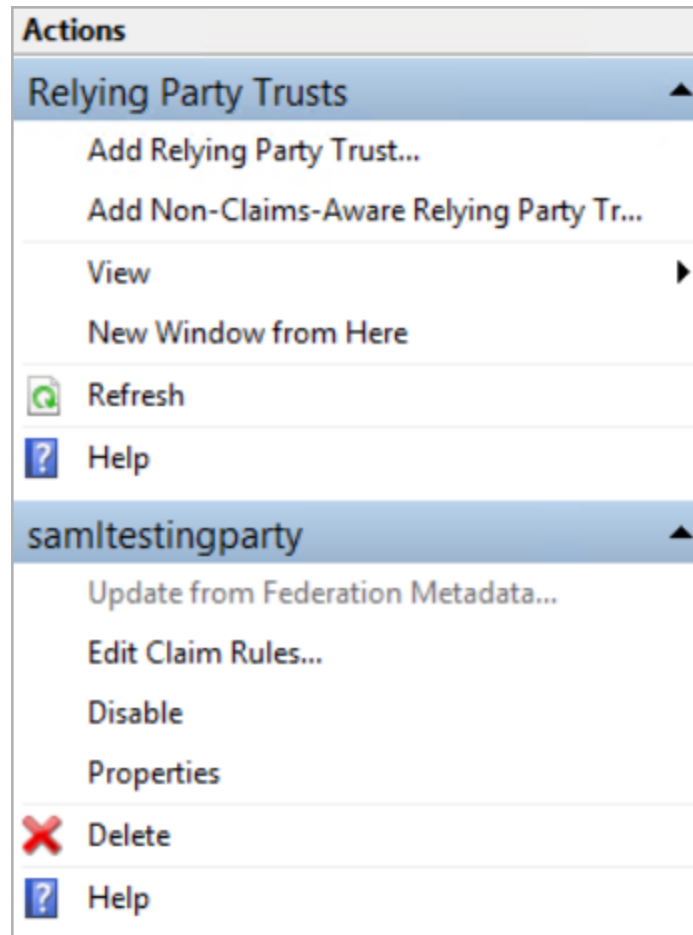 Actions
Relying Party Trusts
Add Relying Party Trust...
Add Non-Claims-Aware Relying Party Tr...
View
New Window from Here
Refresh
Help
samltestingparty
Update from Federation Metadata...
Edit Claim Rules...
Disable
Properties
Delete
Help